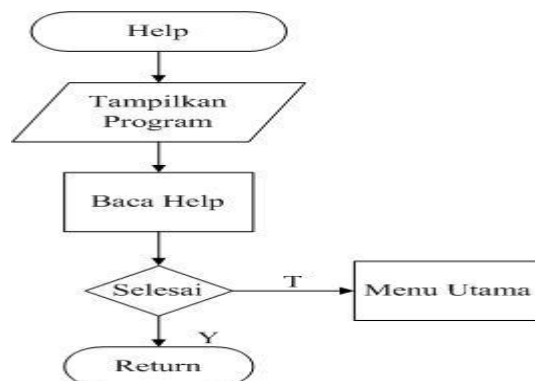 Help
Tampilkan
Program
Baca Help
Selesai
T
Menu Utama
Y
Return